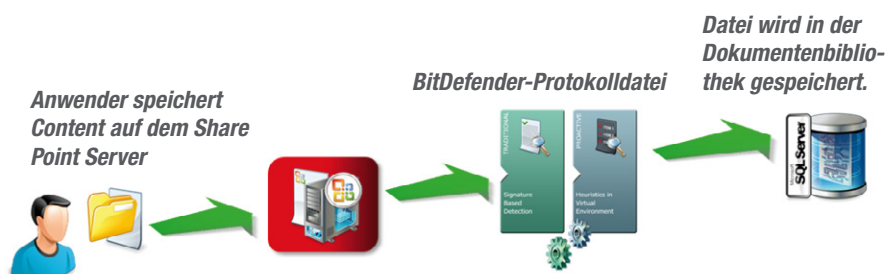 Anwender speichert
Content auf dem Share
Point Server
BitDefender-Protokolldatei
TRADITIONAL
Signature
Based
Detection
PROACTIVE
Heuristics in
Virtual
Environment
Datei wird in der
Dokumentenbiblio-
thek gespeichert.
Microsoft
SQL Server